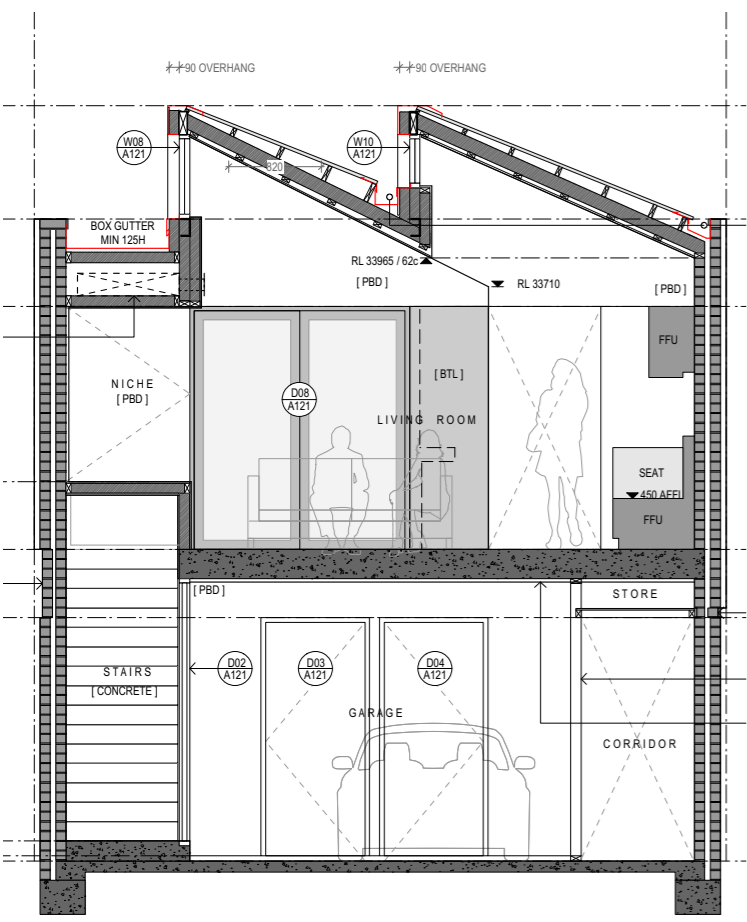 90 OVERHANG
90 OVERHANG
W08
A121
W10
A121
820
BOX GUTTER
MIN 125H
RL 33965 / 62c
[ PBD ]
RL 33710
[ PBD ]
FFU
NICHE
[ PBD ]
D08
A121
[ BTL ]
LIVING ROOM
SEAT
450 AFFL
FFU
[ PBD ]
STORE
STAIRS
[ CONCRETE ]
D02
A121
D03
A121
D04
A121
GARAGE
CORRIDOR